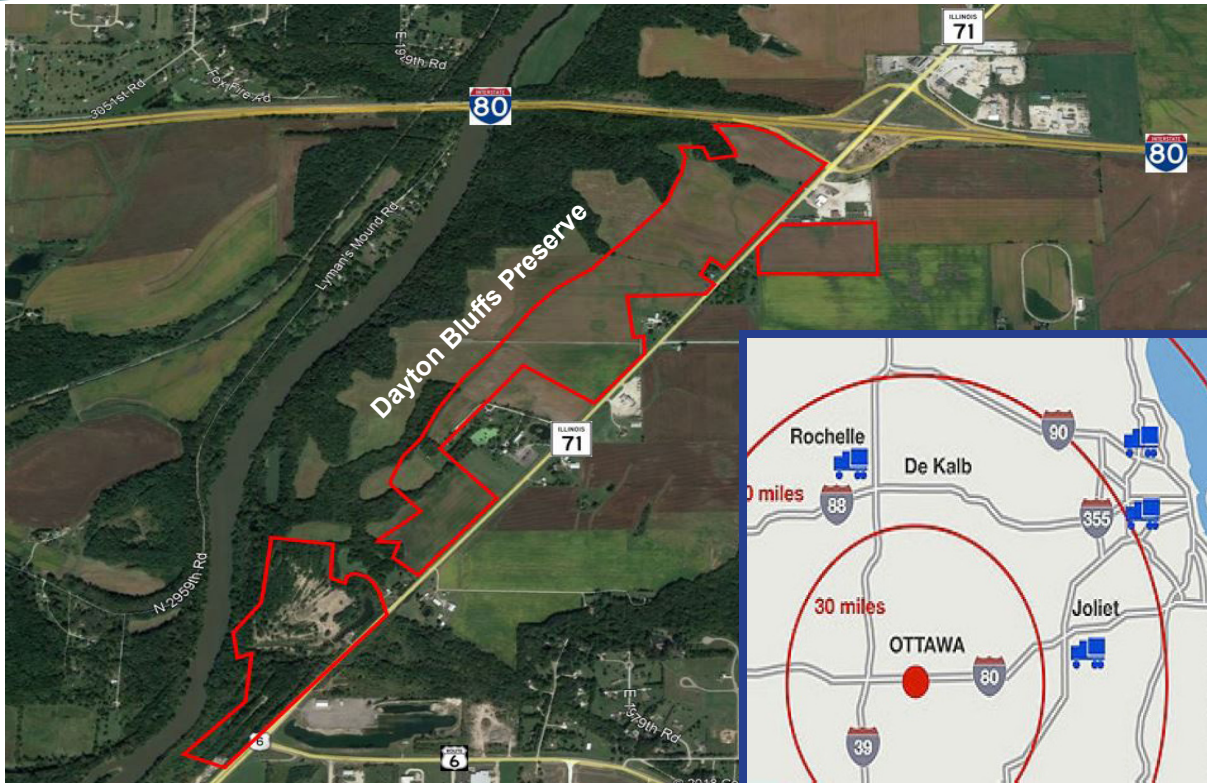 ILLINOIS
71
E 1929th Rd
Fox Fire Rd
3051st Rd
INTERSTATE
80
INTERSTATE
80
Lyman's Mound Rd
Dayton Bluffs Preserve
ILLINOIS
71
N 2959th Rd
E 1979th Rd
6
ROUTE
6
© 2018
Rochelle
De Kalb
90
miles
88
355
30 miles
Joliet
OTTAWA
80
39